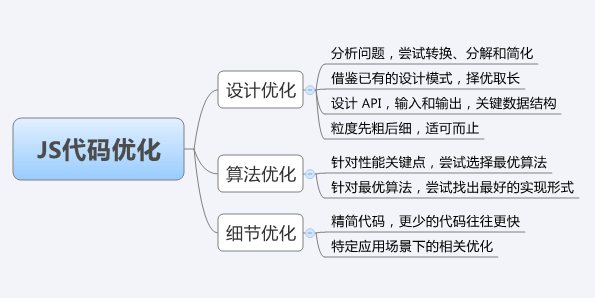 JS代码优化
设计优化
分析问题，尝试转换、分解和简化
借鉴已有的设计模式，择优取长
设计 API，输入和输出，关键数据结构
粒度先粗后细，适可而止
算法优化
针对性能关键点，尝试选择最优算法
针对最优算法，尝试找出最好的实现形式
细节优化
精简代码，更少的代码往往更快
特定应用场景下的相关优化